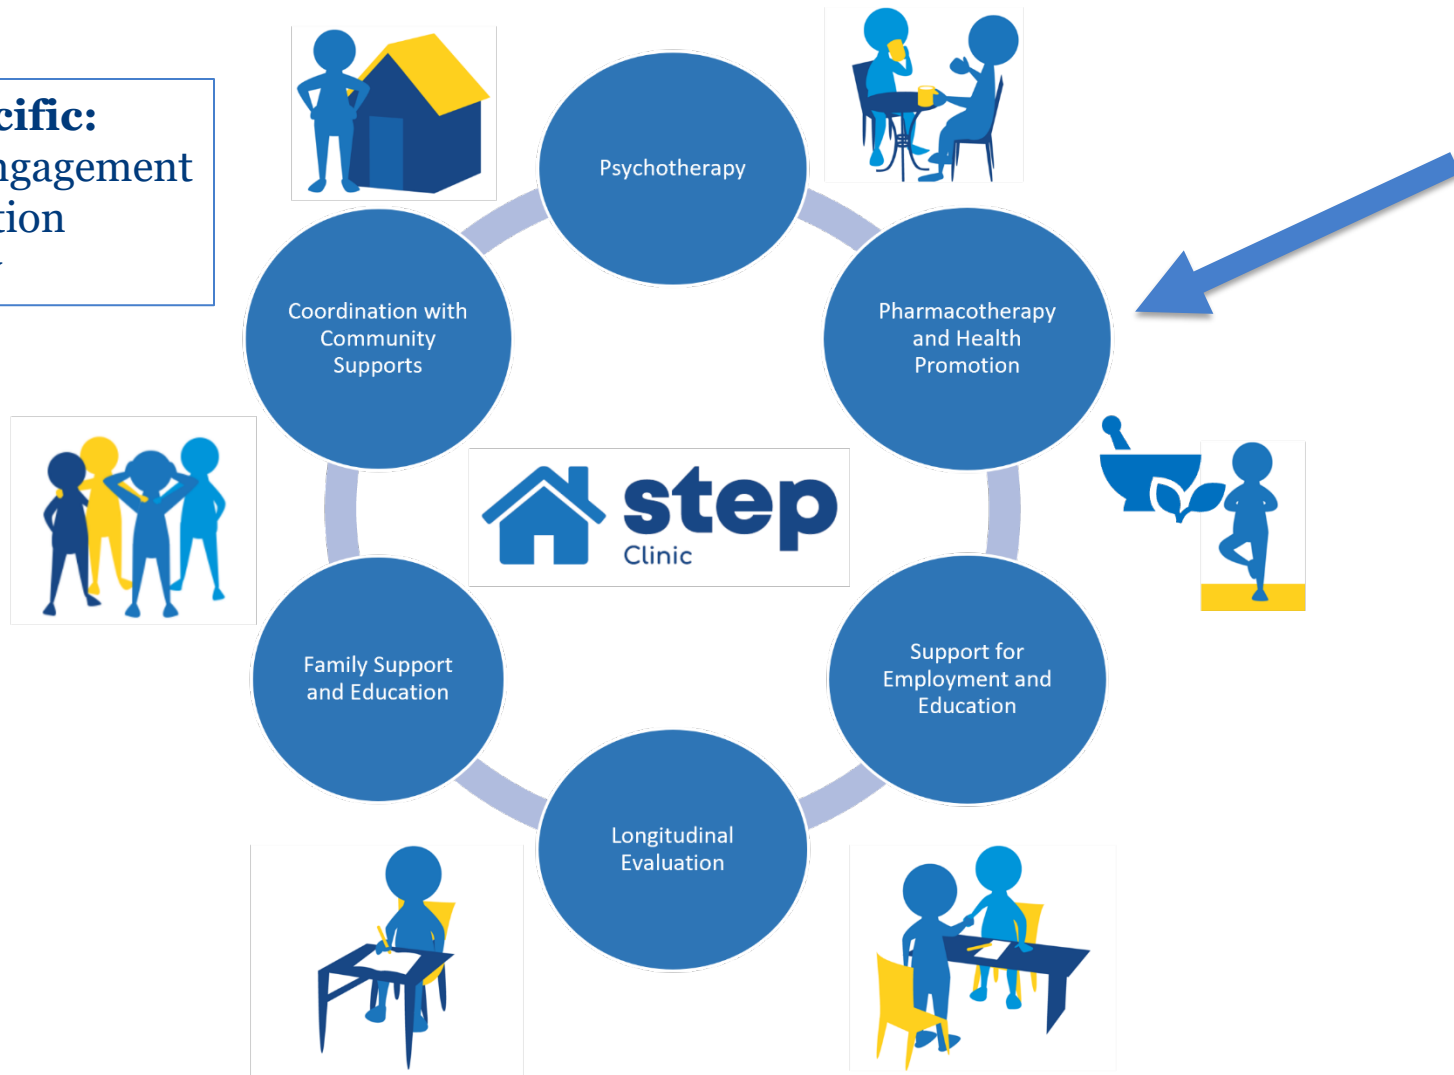 cific:
ngagement
tion
Psychotherapy
Coordination with
Community
Supports
Pharmacotherapy
and Health
Promotion
step
Clinic
Family Support
and Education
Support for
Employment and
Education
Longitudinal
Evaluation